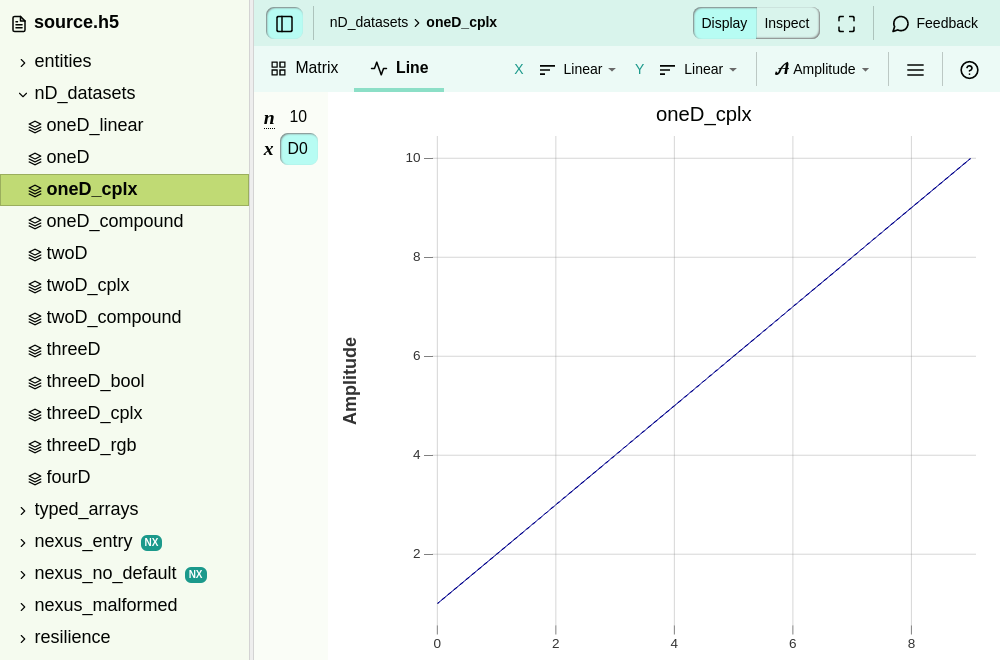 source.h5
entities
nD_datasets
oneD_linear
oneD
oneD_cplx
oneD_compound
twoD
twoD_cplx
twoD_compound
threeD
threeD_bool
threeD_cplx
threeD_rgb
fourD
typed_arrays
nexus_entry NX
nexus_no_default NX
nexus_malformed
resilience
nD_datasets › oneD_cplx
Display Inspect
Feedback
Matrix Line
X Linear Y Linear 𝓐 Amplitude
n 10
x D0
oneD_cplx
Amplitude
10
8
6
4
2
0 2 4 6 8